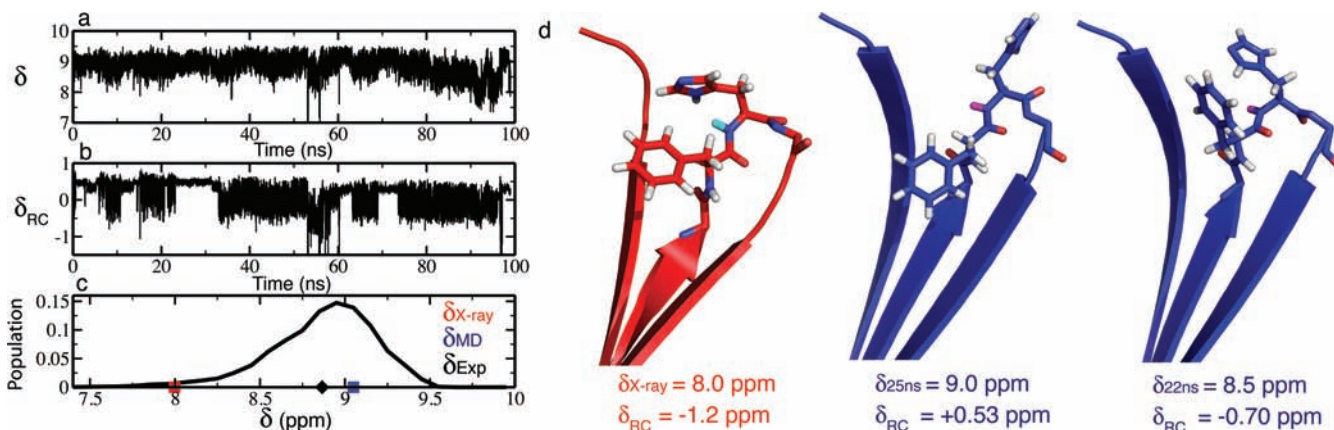 a
δ
10
9
8
7
0 20 40 60 80 100
Time (ns)
b
δRC
1
0
-1
0 20 40 60 80 100
Time (ns)
c
Population
0.15
0.1
0.05
0
δX-ray
δMD
δExp
7.5 8 8.5 9 9.5 10
δ (ppm)
d
δX-ray = 8.0 ppm
δRC = -1.2 ppm
δ25ns = 9.0 ppm
δRC = +0.53 ppm
δ22ns = 8.5 ppm
δRC = -0.70 ppm